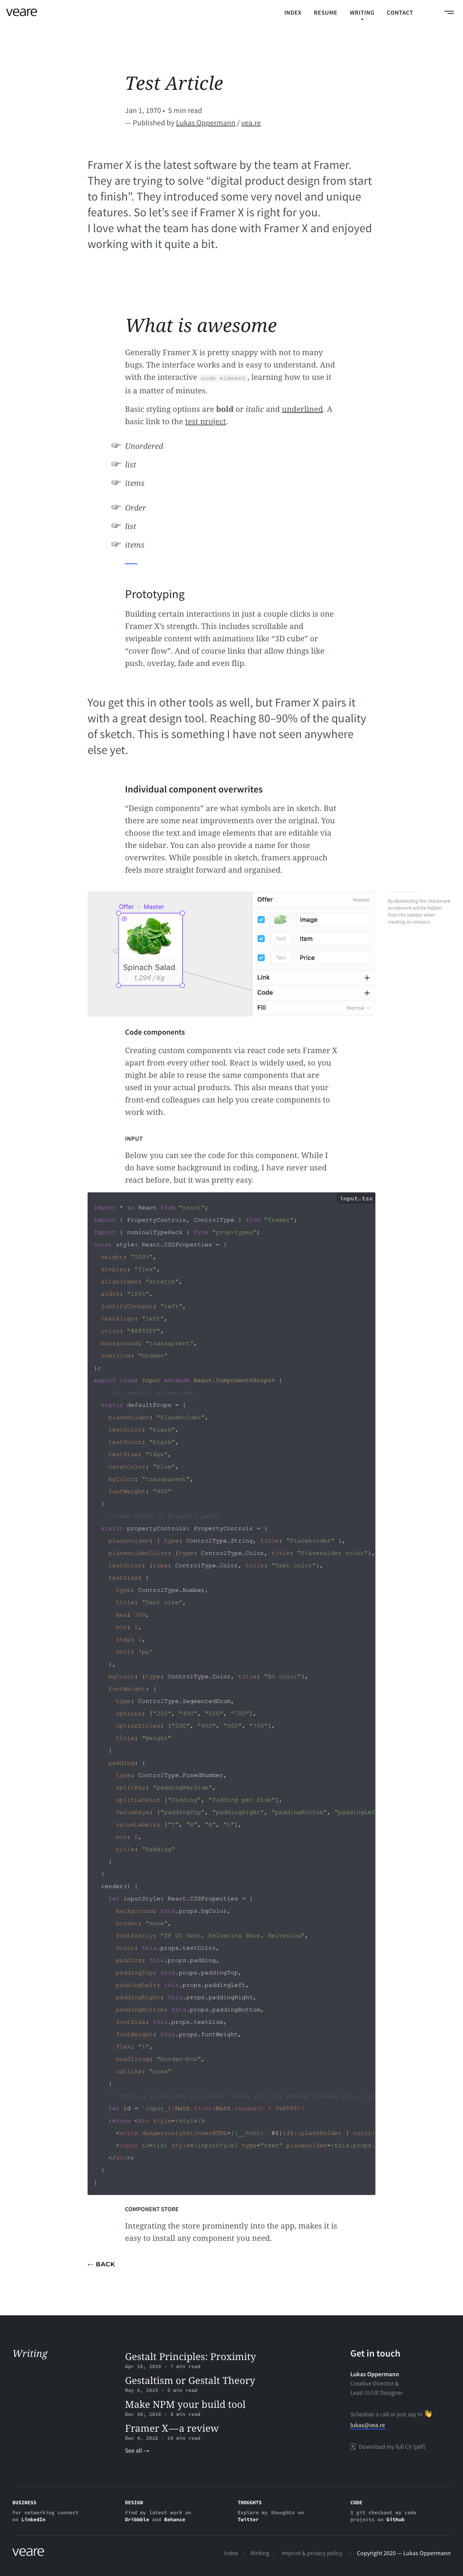 veare
INDEX
RESUME
WRITING
CONTACT
Test Article
Jan 1, 1970 • 5 min read
— Published by Lukas Oppermann / vea.re
Framer X is the latest software by the team at Framer.
They are trying to solve “digital product design from start
to finish”. They introduced some very novel and unique
features. So let’s see if Framer X is right for you.
I love what the team has done with Framer X and enjoyed
working with it quite a bit.
What is awesome
Generally Framer X is pretty snappy with not to many
bugs. The interface works and is easy to understand. And
with the interactive code element, learning how to use it
is a matter of minutes.
Basic styling options are bold or italic and underlined. A
basic link to the test project.
☞ Unordered
☞ list
☞ items
☞ Order
☞ list
☞ items
Prototyping
Building certain interactions in just a couple clicks is one
Framer X’s strength. This includes scrollable and
swipeable content with animations like “3D cube” or
“cover flow”. And of course links that allow things like
push, overlay, fade and even flip.
You get this in other tools as well, but Framer X pairs it
with a great design tool. Reaching 80–90% of the quality
of sketch. This is something I have not seen anywhere
else yet.
Individual component overwrites
“Design components” are what symbols are in sketch. But
there are some neat improvements over the original. You
choose the text and image elements that are editable via
the sidebar. You can also provide a name for those
overwrites. While possible in sketch, framers approach
feels more straight forward and organised.
Offer ◦ Master
Spinach Salad
1,29€/Kg
Offer Master
image
Text Item
Text Price
Link +
Code +
Fill Normal
By deselecting the checkmark
an element will be hidden
from the sidebar when
creating an instance.
Code components
Creating custom components via react code sets Framer X
apart from every other tool. React is widely used, so you
might be able to reuse the same components that are
used in your actual products. This also means that your
front-end colleagues can help you create components to
work with.
INPUT
Below you can see the code for this component. While I
do have some background in coding, I have never used
react before, but it was pretty easy.
input.tsx
import * as React from "react";
import { PropertyControls, ControlType } from "framer";
import { nominalTypeHack } from "prop-types";
const style: React.CSSProperties = {
height: "100%",
display: "flex",
alignItems: "stretch",
width: "100%",
justifyContent: "left",
textAlign: "left",
color: "#8855FF",
background: "transaprent",
overflow: "hidden"
};
export class Input extends React.Component<Props> {
// Set default properties
static defaultProps = {
placeholder: "Placeholder",
textColor: "black",
textColor: "black",
textSize: "16px",
caretColor: "blue",
bgColor: "transparent",
fontWeight: "400"
}
static propertyControls: PropertyControls = {
placeholder: { type: ControlType.String, title: "Placeholder" },
placeholderColor: {type: ControlType.Color, title: "Placeholder color"},
textColor: {type: ControlType.Color, title: "Text color"},
textSize: {
type: ControlType.Number,
title: "Text size",
max: 300,
min: 1,
step: 2,
unit: 'px'
},
bgColor: {type: ControlType.Color, title: "BG color"},
fontWeight: {
type: ControlType.SegmentedEnum,
options: ["200", "400", "500", "700"],
optionTitles: ["200", "400", "500", "700"],
title: "Weight"
}
padding: {
type: ControlType.FusedNumber,
splitKey: "paddingPerSide",
splitLabels: ["Padding", "Padding per Side"],
valueKeys: ["paddingTop", "paddingRight", "paddingBottom", "paddingLef
valueLabels: ["T", "R", "B", "L"],
min: 0,
title: "Padding"
}
}
render() {
let inputStyle: React.CSSProperties = {
background: this.props.bgColor,
border: "none",
fontFamily: "SF UI Text, Helvetica Neue, Helvetica",
color: this.props.textColor,
padding: this.props.padding,
paddingTop: this.props.paddingTop,
paddingLeft: this.props.paddingLeft,
paddingRight: this.props.paddingRight,
paddingBottom: this.props.paddingBottom,
fontSize: this.props.textSize,
fontWeight: this.props.fontWeight,
flex: "1",
boxSizing: "border-box",
outline: "none"
}
let id = `input_${Math.floor(Math.random() * 0xFFFF)}`
return <div style={style}>
<style dangerouslySetInnerHTML={{__html: `#${id}::placeholder { color:
<input id={id} style={inputStyle} type="text" placeholder={this.props.
</div>;
}
}
COMPONENT STORE
Integrating the store prominently into the app, makes it is
easy to install any component you need.
← BACK
Writing
Gestalt Principles: Proximity
Apr 16, 2020 • 7 min read
Gestaltism or Gestalt Theory
May 6, 2019 • 5 min read
Make NPM your build tool
Dec 30, 2018 • 8 min read
Framer X—a review
Dec 4, 2018 • 10 min read
See all →
Get in touch
Lukas Oppermann
Creative Director &
Lead UI/UX Designer
Schedule a call or just say hi 👋
lukas@vea.re
Download my full CV (pdf)
BUSINESS
For networking connect
on LinkedIn
DESIGN
Find my latest work on
Dribbble and Behance
THOUGHTS
Explore my thoughts on
Twitter
CODE
$ git checkout my code
projects on Github
veare
Index / Writing / Imprint & privacy policy • Copyright 2020 — Lukas Oppermann